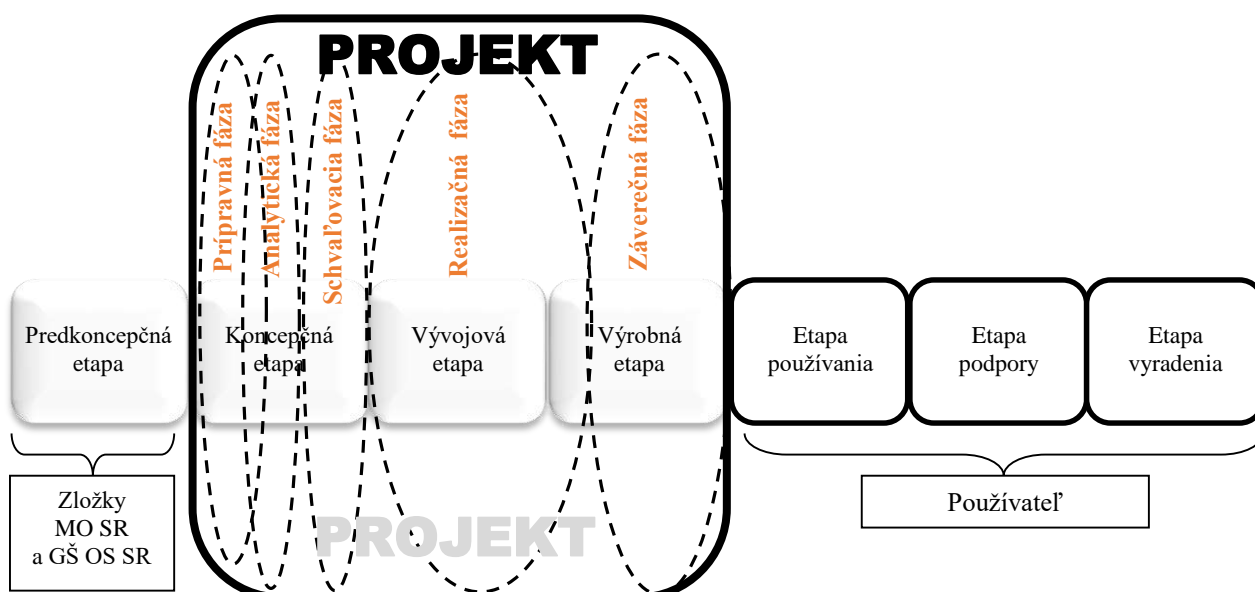 PROJEKT
Prípravná fáza
Analytická fáza
Schvaľovacia fáza
Realizačná fáza
Záverečná fáza
Predkoncepčná
etapa
Koncepčná
etapa
Vývojová
etapa
Výrobná
etapa
Etapa
používania
Etapa
podpory
Etapa
vyradenia
Zložky
MO SR
a GŠ OS SR
Používateľ
PROJEKT